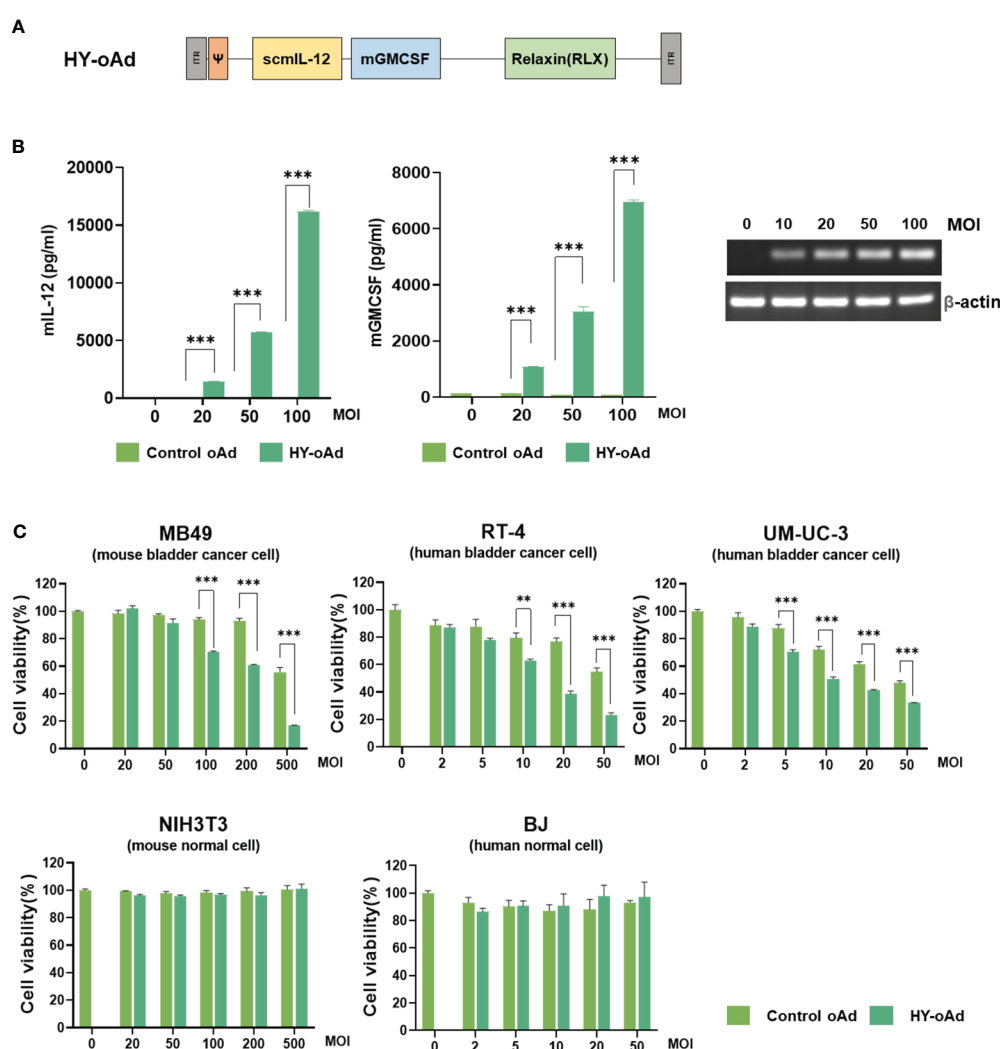 A
HY-oAd
ITR
Ψ
scmIL-12
mGMCSF
Relaxin(RLX)
ITR
B
mIL-12 (pg/ml)
20000
15000
10000
5000
0
***
***
***
0 20 50 100 MOI
Control oAd HY-oAd
mGMCSF (pg/ml)
8000
6000
4000
2000
0
***
***
***
0 20 50 100 MOI
Control oAd HY-oAd
0 10 20 50 100 MOI
β-actin
C
MB49
(mouse bladder cancer cell)
Cell viability(%)
120
100
80
60
40
20
0
*** *** ***
0 20 50 100 200 500 MOI
RT-4
(human bladder cancer cell)
Cell viability(%)
120
100
80
60
40
20
0
** *** ***
0 2 5 10 20 50 MOI
UM-UC-3
(human bladder cancer cell)
Cell viability(%)
120
100
80
60
40
20
0
*** *** *** ***
0 2 5 10 20 50 MOI
NIH3T3
(mouse normal cell)
Cell viability(%)
120
100
80
60
40
20
0
0 20 50 100 200 500 MOI
BJ
(human normal cell)
Cell viability(%)
120
100
80
60
40
20
0
0 2 5 10 20 50 MOI
Control oAd HY-oAd